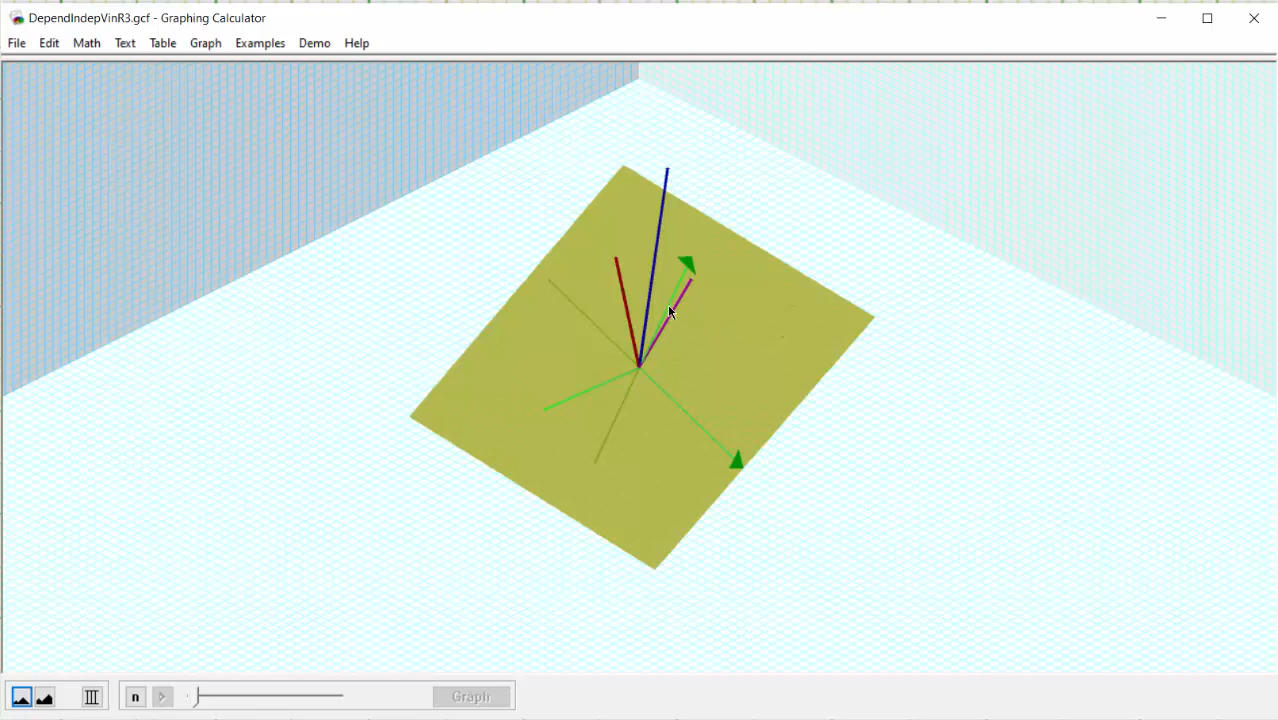 DependIndepVinR3.gcf - Graphing Calculator
File Edit Math Text Table Graph Examples Demo Help
n Graph